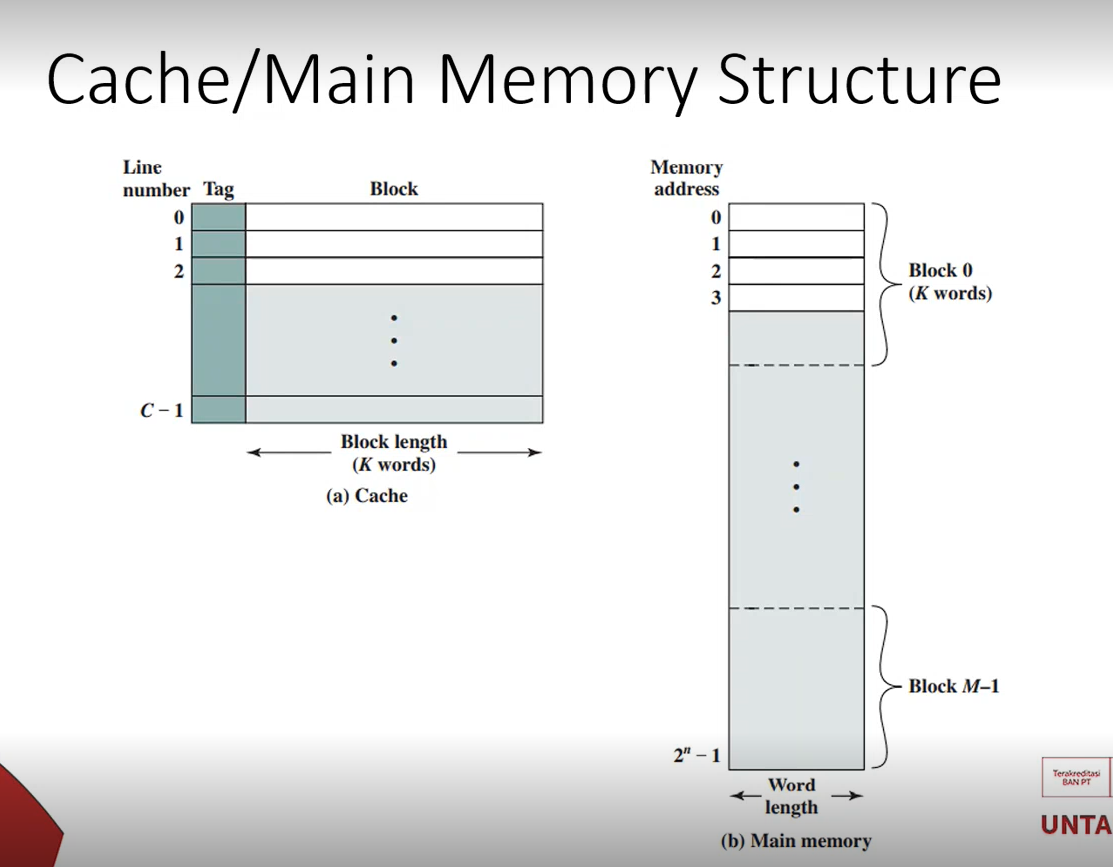 Cache/Main Memory Structure
Line
number Tag Block
0
1
2
C – 1
Block length
(K words)
(a) Cache
Memory
address
0
1
2
3
Block 0
(K words)
Block M–1
2ⁿ – 1
Word
length
(b) Main memory
Terakreditasi
BAN PT
UNTA